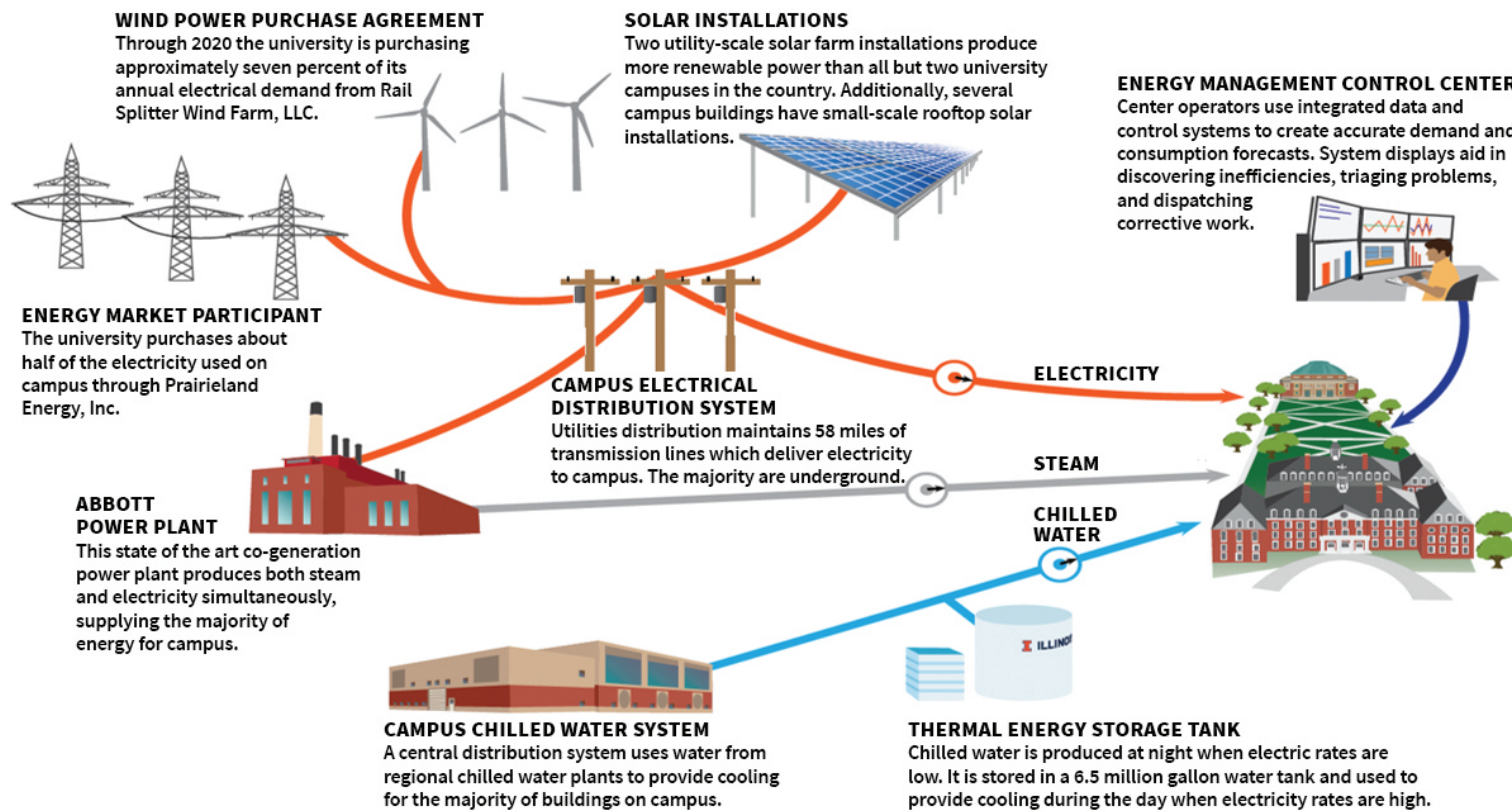 WIND POWER PURCHASE AGREEMENT
Through 2020 the university is purchasing
approximately seven percent of its
annual electrical demand from Rail
Splitter Wind Farm, LLC.
SOLAR INSTALLATIONS
Two utility-scale solar farm installations produce
more renewable power than all but two university
campuses in the country. Additionally, several
campus buildings have small-scale rooftop solar
installations.
ENERGY MANAGEMENT CONTROL CENTER
Center operators use integrated data and
control systems to create accurate demand and
consumption forecasts. System displays aid in
discovering inefficiencies, triaging problems,
and dispatching
corrective work.
ENERGY MARKET PARTICIPANT
The university purchases about
half of the electricity used on
campus through Prairieland
Energy, Inc.
CAMPUS ELECTRICAL
DISTRIBUTION SYSTEM
Utilities distribution maintains 58 miles of
transmission lines which deliver electricity
to campus. The majority are underground.
ELECTRICITY
STEAM
CHILLED
WATER
ABBOTT
POWER PLANT
This state of the art co-generation
power plant produces both steam
and electricity simultaneously,
supplying the majority of
energy for campus.
I ILLINOI
CAMPUS CHILLED WATER SYSTEM
A central distribution system uses water from
regional chilled water plants to provide cooling
for the majority of buildings on campus.
THERMAL ENERGY STORAGE TANK
Chilled water is produced at night when electric rates are
low. It is stored in a 6.5 million gallon water tank and used to
provide cooling during the day when electricity rates are high.